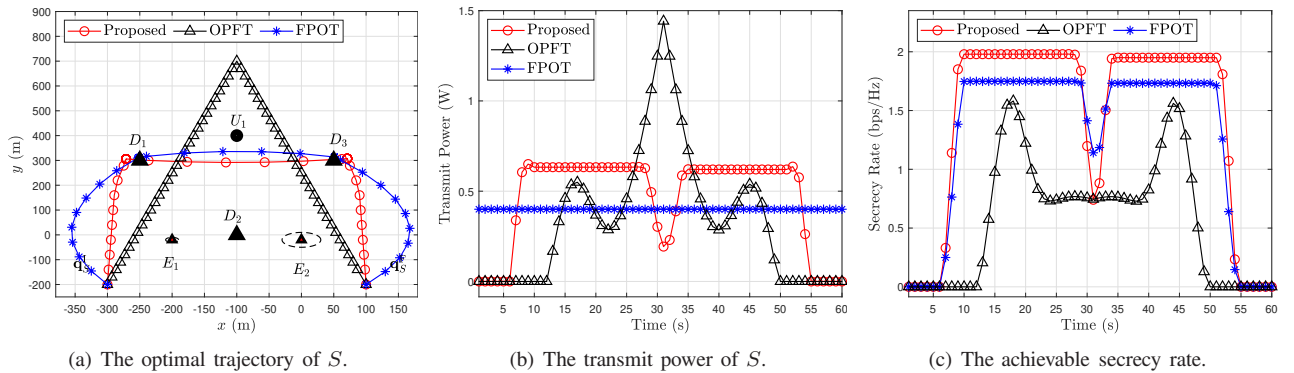 Proposed OPFT FPOT
900
800
700
600
500
400
300
200
100
0
-100
-200
y (m)
U1
D1
D3
D2
E1
E2
qS
-350 -300 -250 -200 -150 -100 -50 0 50 100 150
x (m)
(a) The optimal trajectory of S.
1.5
1
0.5
0
Transmit Power (W)
Proposed
OPFT
FPOT
5 10 15 20 25 30 35 40 45 50 55 60
Time (s)
(b) The transmit power of S.
Proposed OPFT FPOT
2
1.5
1
0.5
0
Secrecy Rate (bps/Hz)
5 10 15 20 25 30 35 40 45 50 55 60
Time (s)
(c) The achievable secrecy rate.